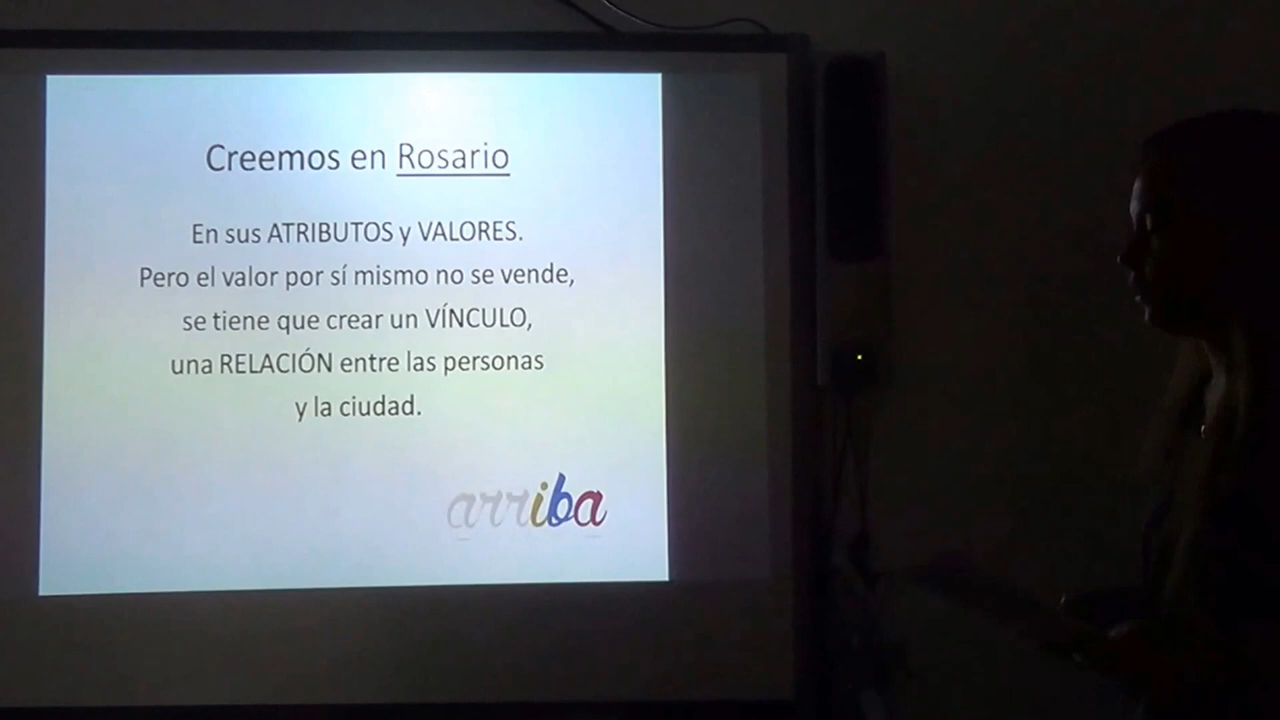 Creemos en Rosario
En sus ATRIBUTOS y VALORES.
Pero el valor por sí mismo no se vende,
se tiene que crear un VÍNCULO,
una RELACIÓN entre las personas
y la ciudad.
arriba